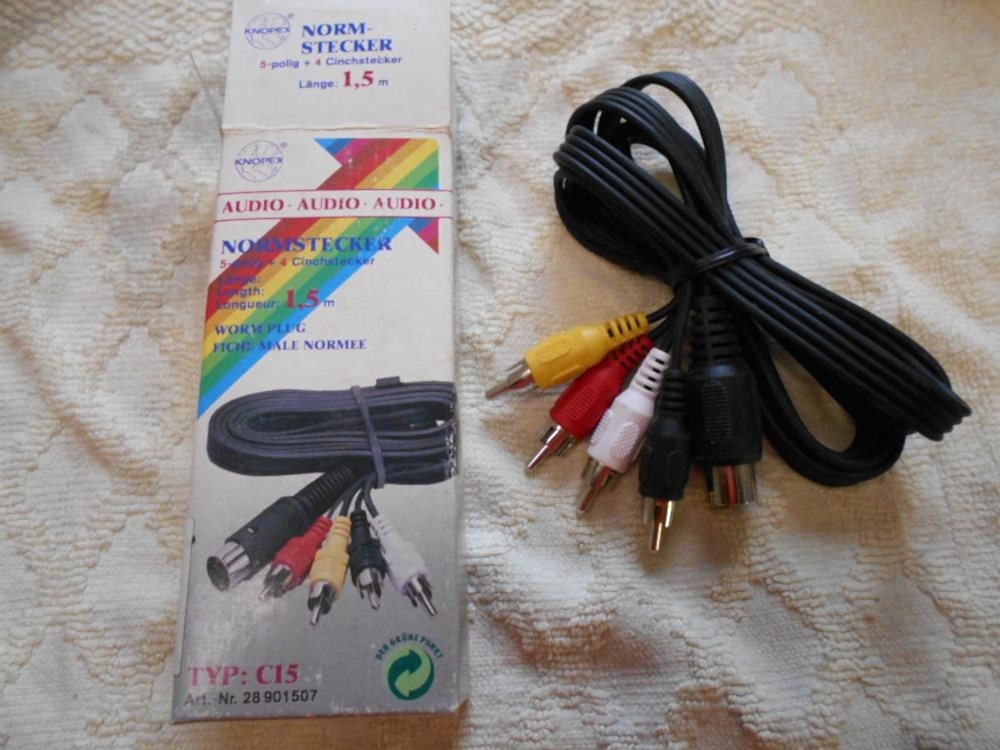 KNOPEX®
NORM-
STECKER
5-polig + 4 Cinchstecker
Länge: 1,5 m
KNOPEX®
AUDIO · AUDIO · AUDIO ·
NORMSTECKER
5-polig + 4 Cinchstecker
Länge:
Length:
Longueur: 1,5 m
WORM PLUG
FICHE MALE NORMEE
DER GRÜNE PUNKT
TYP: C15
Art.-Nr. 28 901507